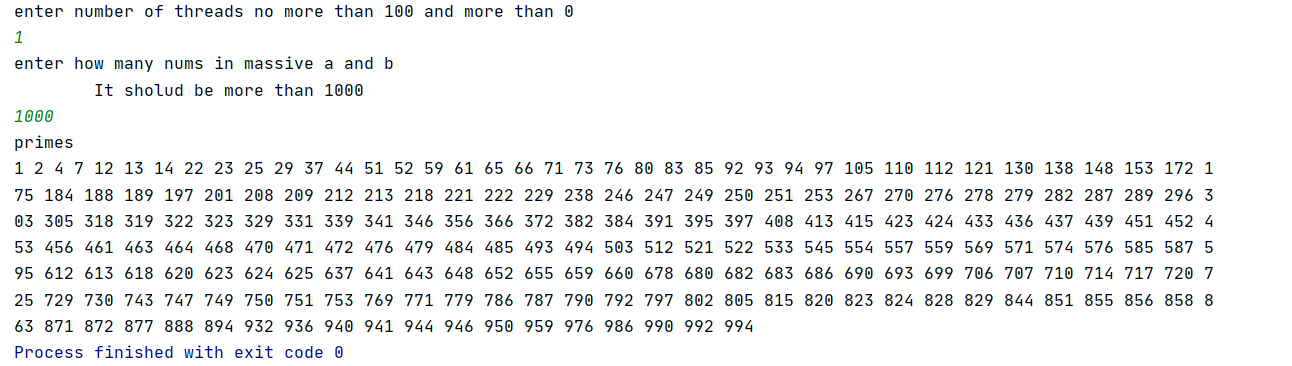 enter number of threads no more than 100 and more than 0
1
enter how many nums in massive a and b
It sholud be more than 1000
1000
primes
1 2 4 7 12 13 14 22 23 25 29 37 44 51 52 59 61 65 66 71 73 76 80 83 85 92 93 94 97 105 110 112 121 130 138 148 153 172 1
75 184 188 189 197 201 208 209 212 213 218 221 222 229 238 246 247 249 250 251 253 267 270 276 278 279 282 287 289 296 3
03 305 318 319 322 323 329 331 339 341 346 356 366 372 382 384 391 395 397 408 413 415 423 424 433 436 437 439 451 452 4
53 456 461 463 464 468 470 471 472 476 479 484 485 493 494 503 512 521 522 533 545 554 557 559 569 571 574 576 585 587 5
95 612 613 618 620 623 624 625 637 641 643 648 652 655 659 660 678 680 682 683 686 690 693 699 706 707 710 714 717 720 7
25 729 730 743 747 749 750 751 753 769 771 779 786 787 790 792 797 802 805 815 820 823 824 828 829 844 851 855 856 858 8
63 871 872 877 888 894 932 936 940 941 944 946 950 959 976 986 990 992 994
Process finished with exit code 0